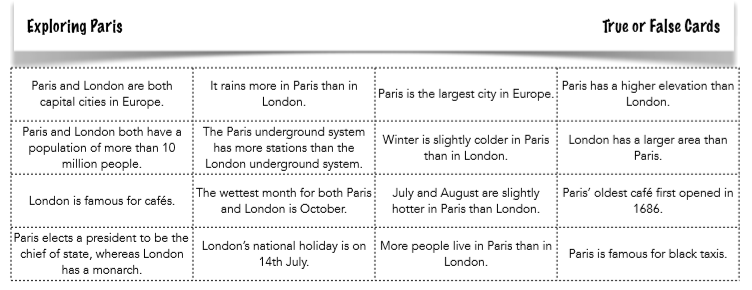 Exploring Paris
True or False Cards
Paris and London are both
capital cities in Europe.
It rains more in Paris than in
London.
Paris is the largest city in Europe.
Paris has a higher elevation than
London.
Paris and London both have a
population of more than 10
million people.
The Paris underground system
has more stations than the
London underground system.
Winter is slightly colder in Paris
than in London.
London has a larger area than
Paris.
London is famous for cafés.
The wettest month for both Paris
and London is October.
July and August are slightly
hotter in Paris than London.
Paris’ oldest café first opened in
1686.
Paris elects a president to be the
chief of state, whereas London
has a monarch.
London’s national holiday is on
14th July.
More people live in Paris than in
London.
Paris is famous for black taxis.